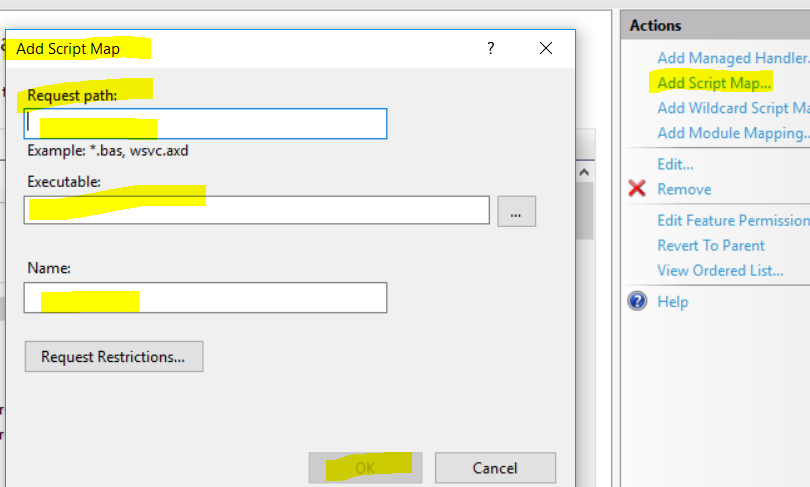 Add Script Map
?
Request path:
Example: *.bas, wsvc.axd
Executable:
...
Name:
Request Restrictions...
OK
Cancel
Actions
Add Managed Handler.
Add Script Map...
Add Wildcard Script Ma
Add Module Mapping..
Edit...
Remove
Edit Feature Permission
Revert To Parent
View Ordered List...
Help